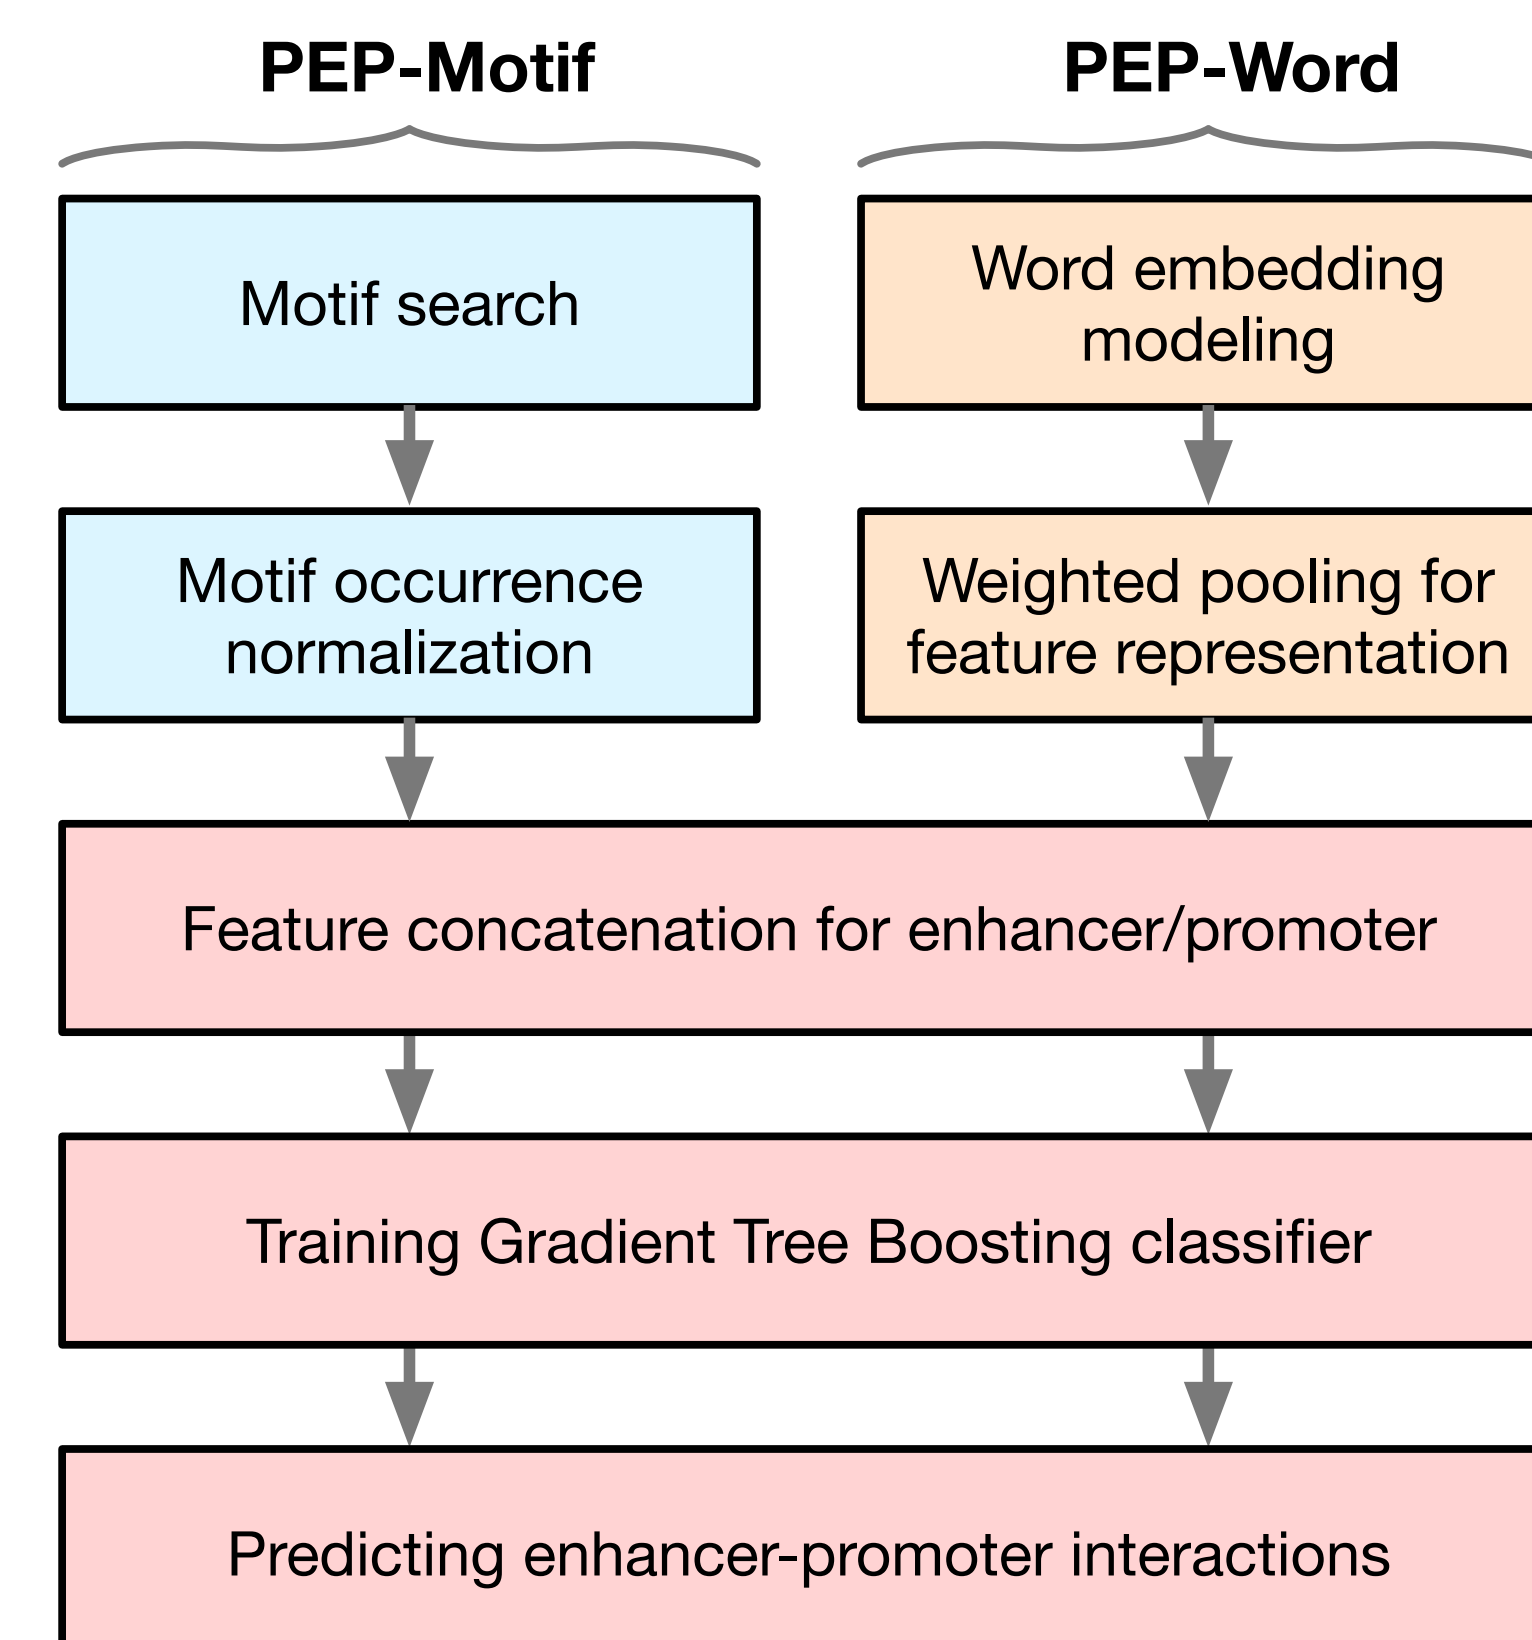 PEP-Motif
PEP-Word
Motif search
Word embedding
modeling
Motif occurrence
normalization
Weighted pooling for
feature representation
Feature concatenation for enhancer/promoter
Training Gradient Tree Boosting classifier
Predicting enhancer-promoter interactions